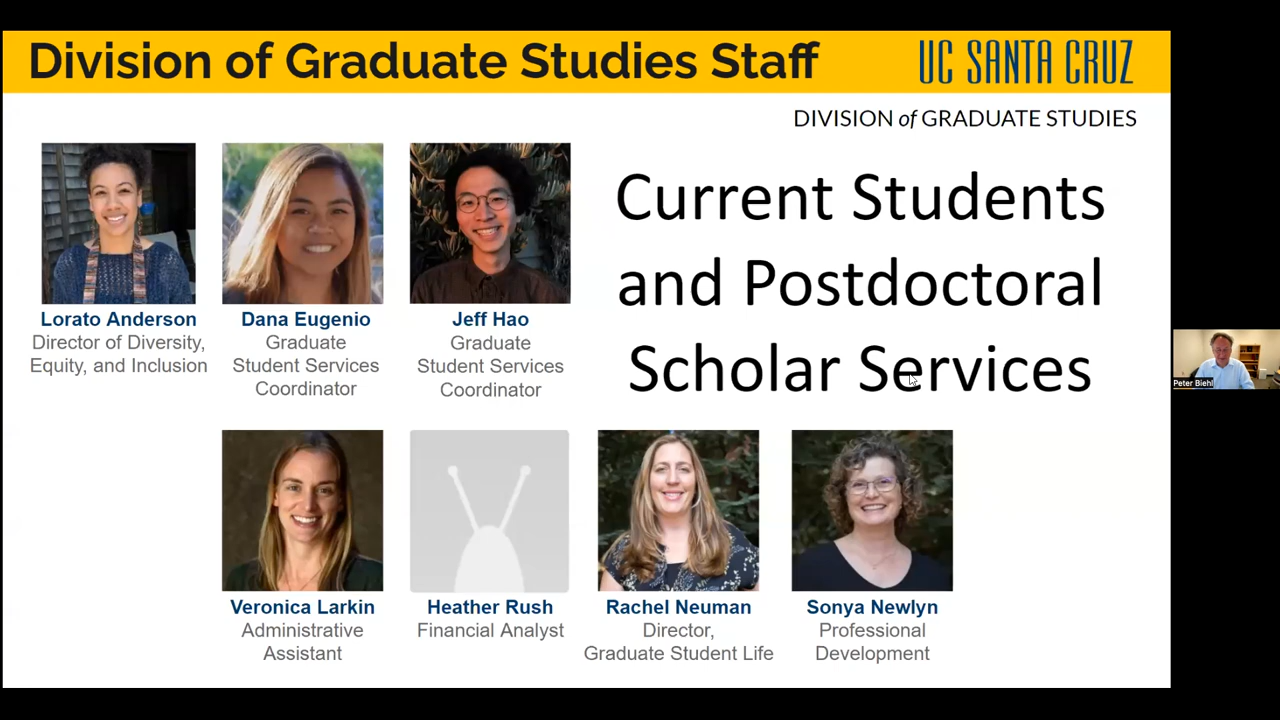 Division of Graduate Studies Staff
UC SANTA CRUZ
DIVISION of GRADUATE STUDIES
Current Students
and Postdoctoral
Scholar Services
Lorato Anderson
Director of Diversity,
Equity, and Inclusion
Dana Eugenio
Graduate
Student Services
Coordinator
Jeff Hao
Graduate
Student Services
Coordinator
Peter Biehl
Veronica Larkin
Administrative
Assistant
Heather Rush
Financial Analyst
Rachel Neuman
Director,
Graduate Student Life
Sonya Newlyn
Professional
Development